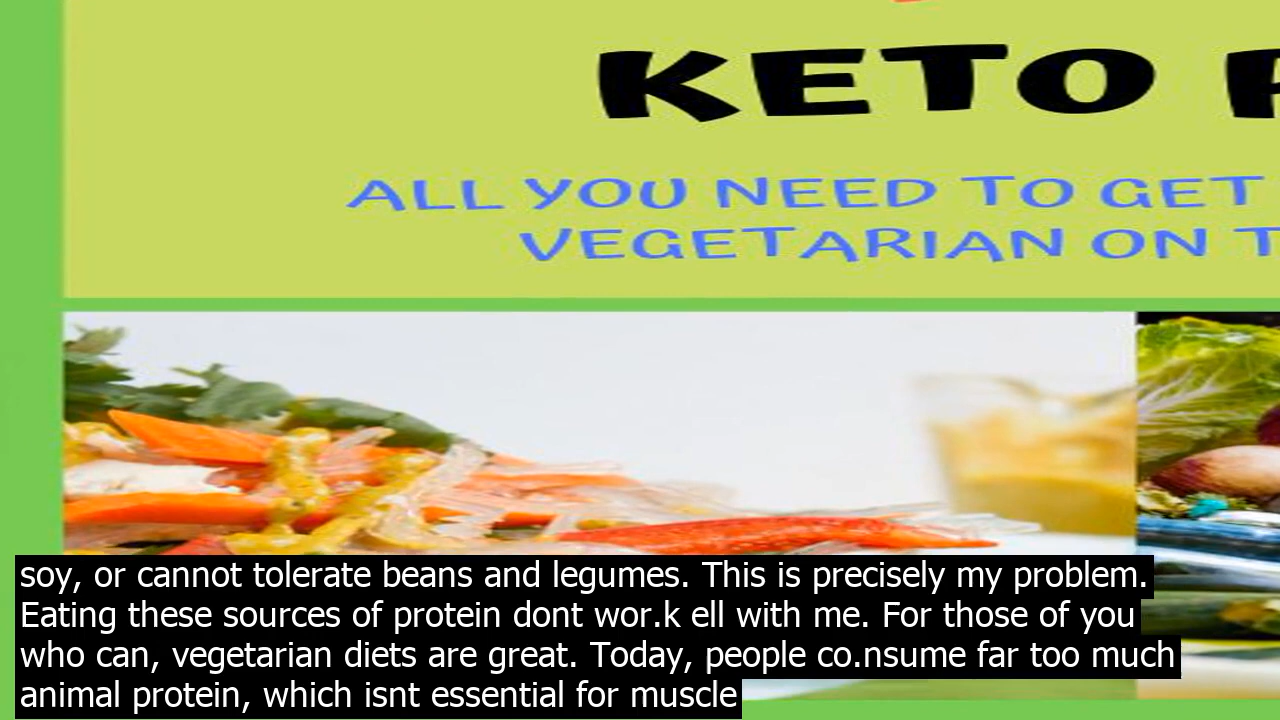 KETO
ALL YOU NEED TO GET
VEGETARIAN ON
soy, or cannot tolerate beans and legumes. This is precisely my problem.
Eating these sources of protein dont wor.k ell with me. For those of you
who can, vegetarian diets are great. Today, people co.nsume far too much
animal protein, which isnt essential for muscle